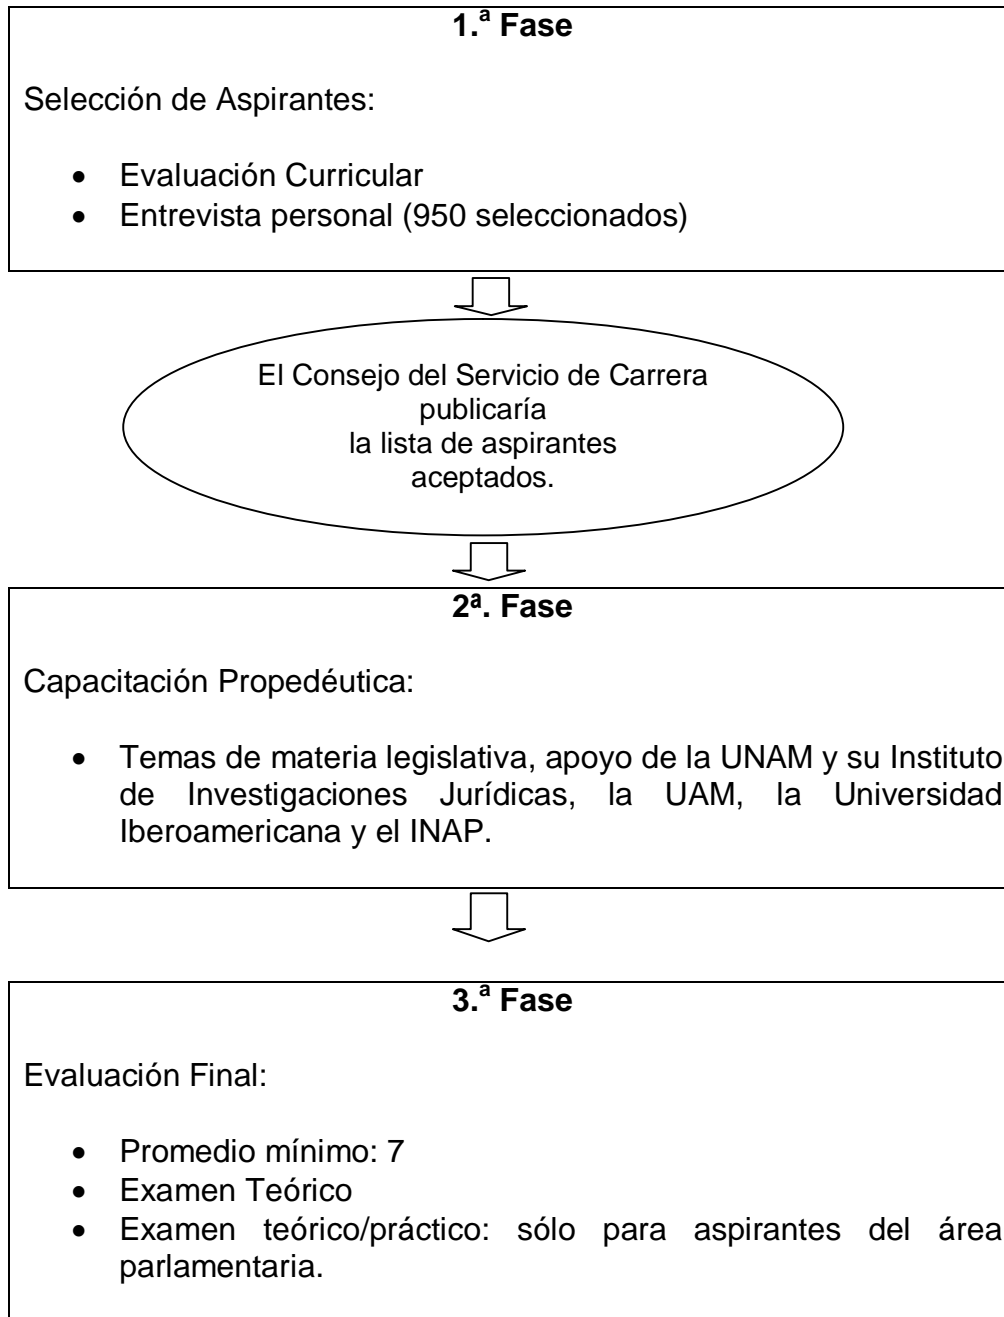 1.ª Fase
Selección de Aspirantes:
• Evaluación Curricular
• Entrevista personal (950 seleccionados)
El Consejo del Servicio de Carrera
publicaría
la lista de aspirantes
aceptados.
2ª. Fase
Capacitación Propedéutica:
• Temas de materia legislativa, apoyo de la UNAM y su Instituto
de Investigaciones Jurídicas, la UAM, la Universidad
Iberoamericana y el INAP.
3.ª Fase
Evaluación Final:
• Promedio mínimo: 7
• Examen Teórico
• Examen teórico/práctico: sólo para aspirantes del área
parlamentaria.